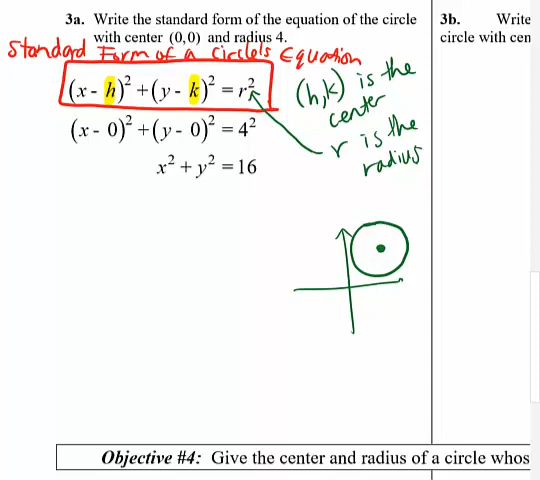 3a. Write the standard form of the equation of the circle
with center (0,0) and radius 4.
Standard Form of a Circle's Equation
(x - h)² + (y - k)² = r²
(x - 0)² + (y - 0)² = 4²
x² + y² = 16
(h,k) is the
center
r is the
radius
3b. Write
circle with cen
Objective #4: Give the center and radius of a circle whos